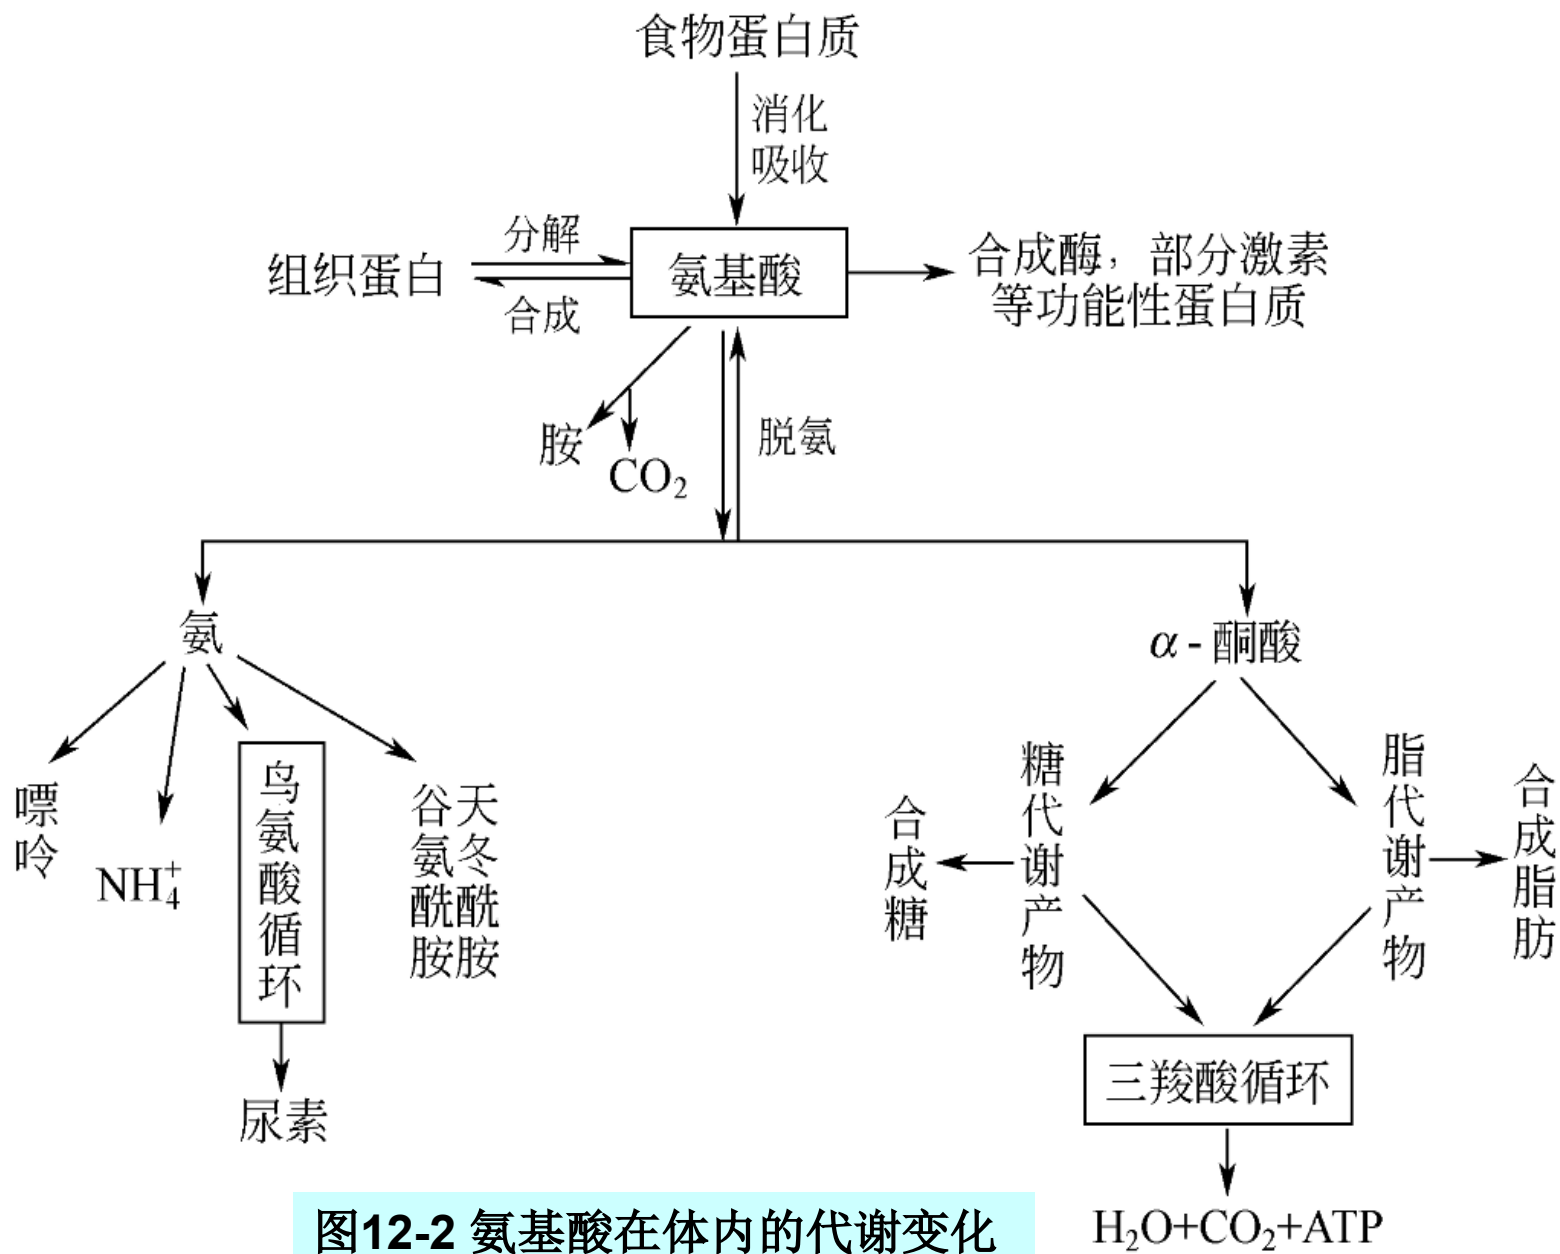 食物蛋白质
消化
吸收
组织蛋白
分解
合成
氨基酸
合成酶，部分激素
等功能性蛋白质
胺
CO₂
脱氨
氨
α-酮酸
嘌呤
NH₄⁺
鸟氨酸循环
谷氨酰胺
天冬酰胺
尿素
合成糖
糖代谢产物
脂代谢产物
合成脂肪
三羧酸循环
H₂O+CO₂+ATP
图12-2 氨基酸在体内的代谢变化